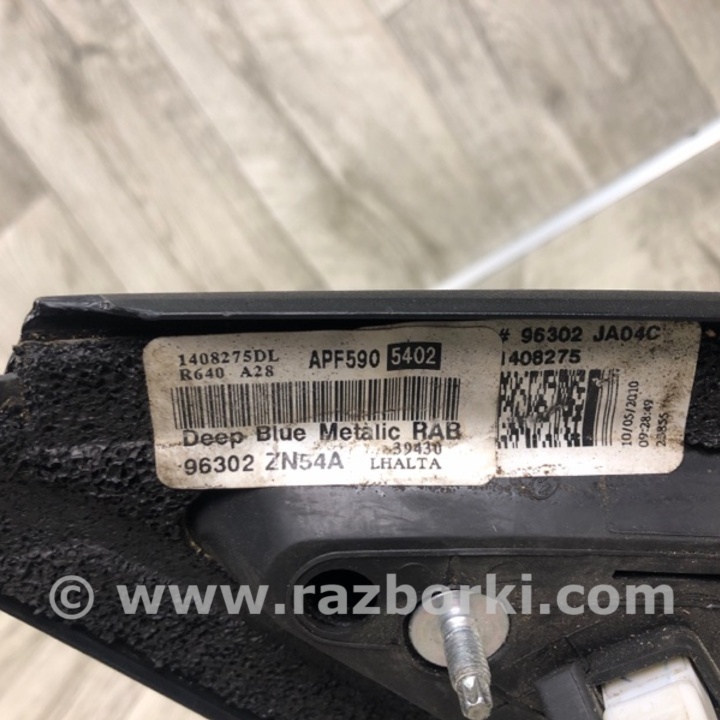 1408275DL
R640 A28
APF590 5402
Deep Blue Metalic RAB
39430
96302 ZN54A
LHALTA
# 96302 JA04C
1408275
10/05/2010
09:28:49
23855
© www.razborki.com